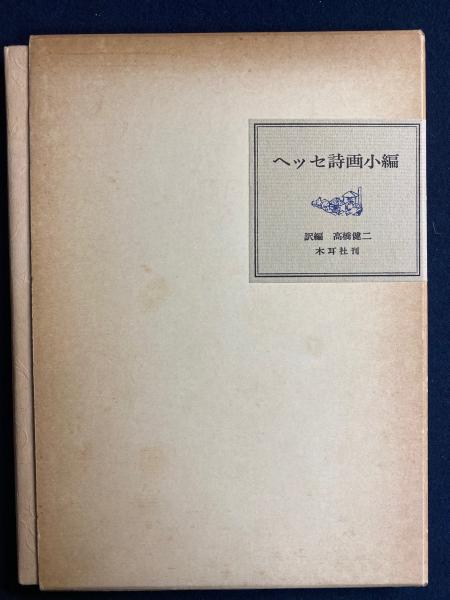 ヘッセ詩画小編
訳編 高橋健二
木耳社刊